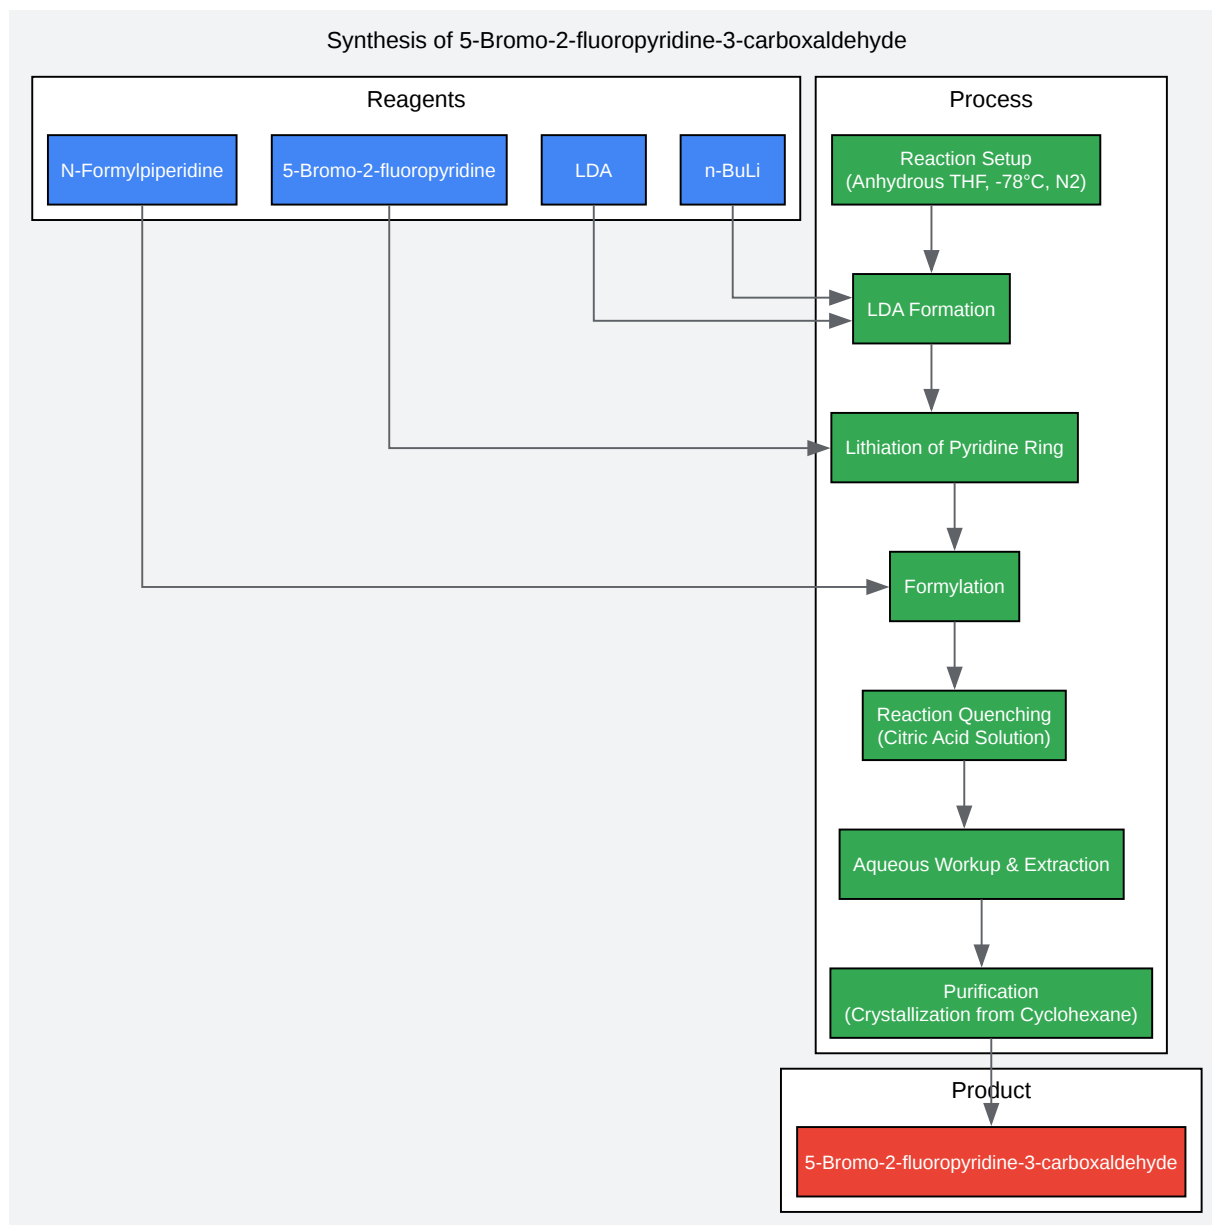 Synthesis of 5-Bromo-2-fluoropyridine-3-carboxaldehyde
Reagents
N-Formylpiperidine
5-Bromo-2-fluoropyridine
LDA
n-BuLi
Process
Reaction Setup
(Anhydrous THF, -78°C, N2)
LDA Formation
Lithiation of Pyridine Ring
Formylation
Reaction Quenching
(Citric Acid Solution)
Aqueous Workup & Extraction
Purification
(Crystallization from Cyclohexane)
Product
5-Bromo-2-fluoropyridine-3-carboxaldehyde